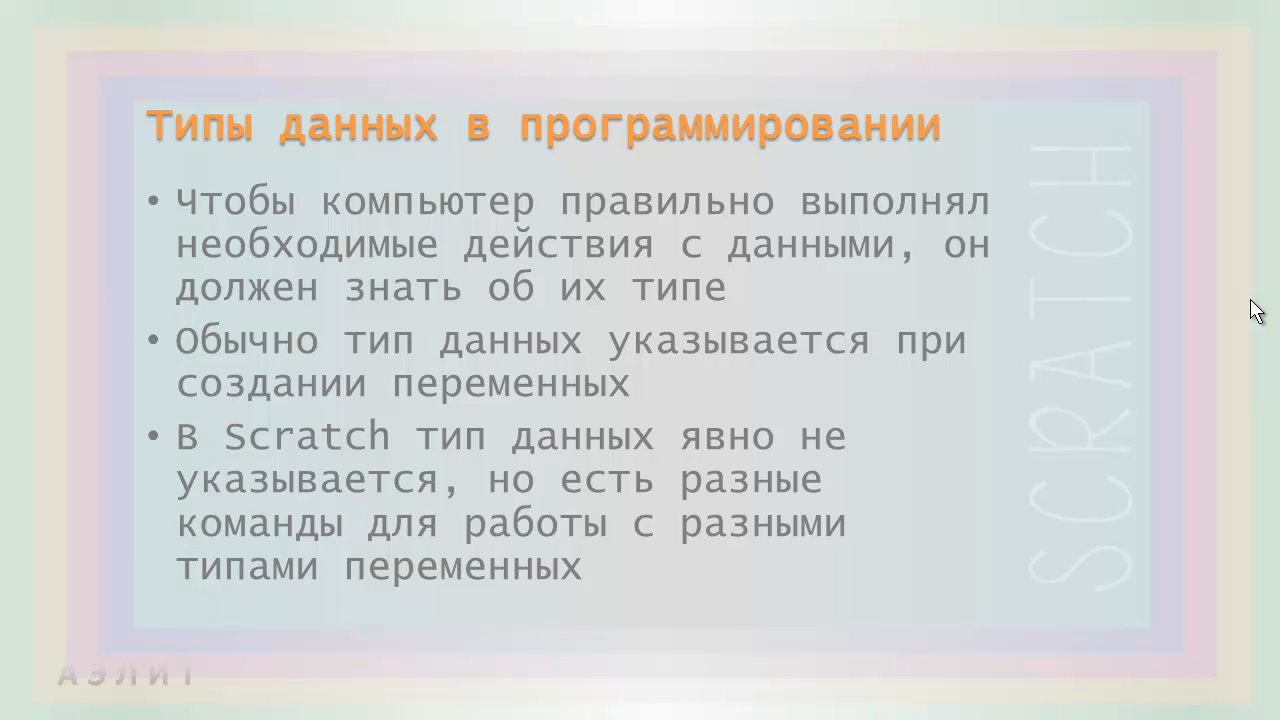 Типы данных в программировании
• Чтобы компьютер правильно выполнял
необходимые действия с данными, он
должен знать об их типе
• Обычно тип данных указывается при
создании переменных
• В Scratch тип данных явно не
указывается, но есть разные
команды для работы с разными
типами переменных
SCRATCH
АЭЛИТ